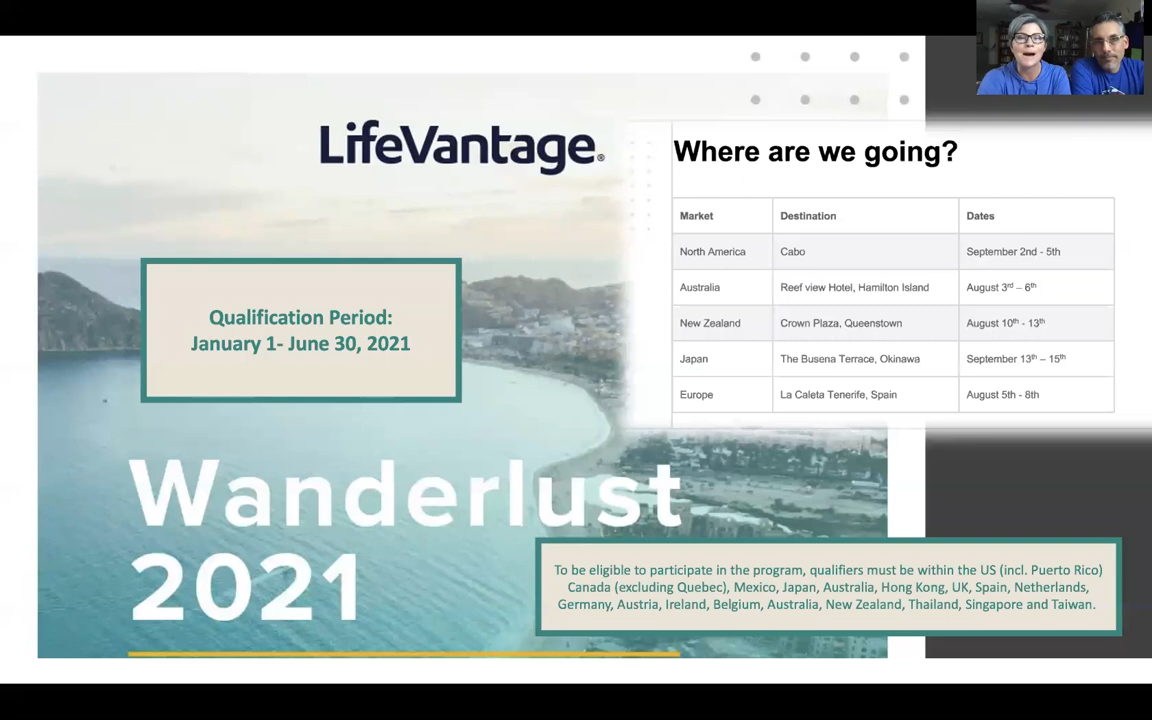 LifeVantage®
Where are we going?
Market Destination Dates
North America Cabo September 2nd - 5th
Australia Reef view Hotel, Hamilton Island August 3rd – 6th
New Zealand Crown Plaza, Queenstown August 10th - 13th
Japan The Busena Terrace, Okinawa September 13th – 15th
Europe La Caleta Tenerife, Spain August 5th - 8th
Qualification Period:
January 1- June 30, 2021
Wanderlust
2021
To be eligible to participate in the program, qualifiers must be within the US (incl. Puerto Rico)
Canada (excluding Quebec), Mexico, Japan, Australia, Hong Kong, UK, Spain, Netherlands,
Germany, Austria, Ireland, Belgium, Australia, New Zealand, Thailand, Singapore and Taiwan.